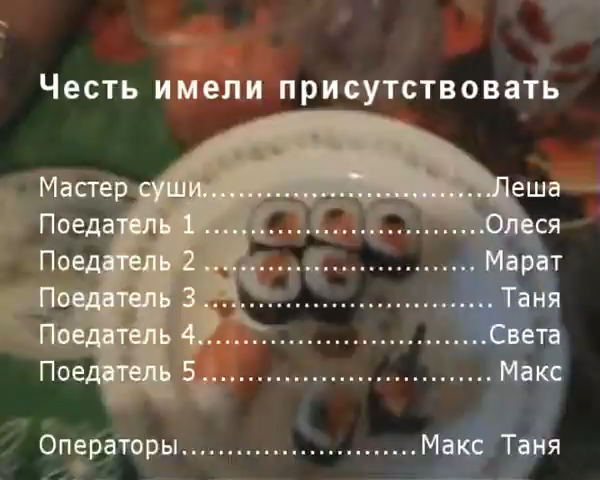 Честь имели присутствовать
Мастер суши..............................Леша
Поедатель 1 .............................Олеся
Поедатель 2 ............................ Марат
Поедатель 3 .............................. Таня
Поедатель 4..............................Света
Поедатель 5 .............................. Макс
Операторы........................Макс Таня